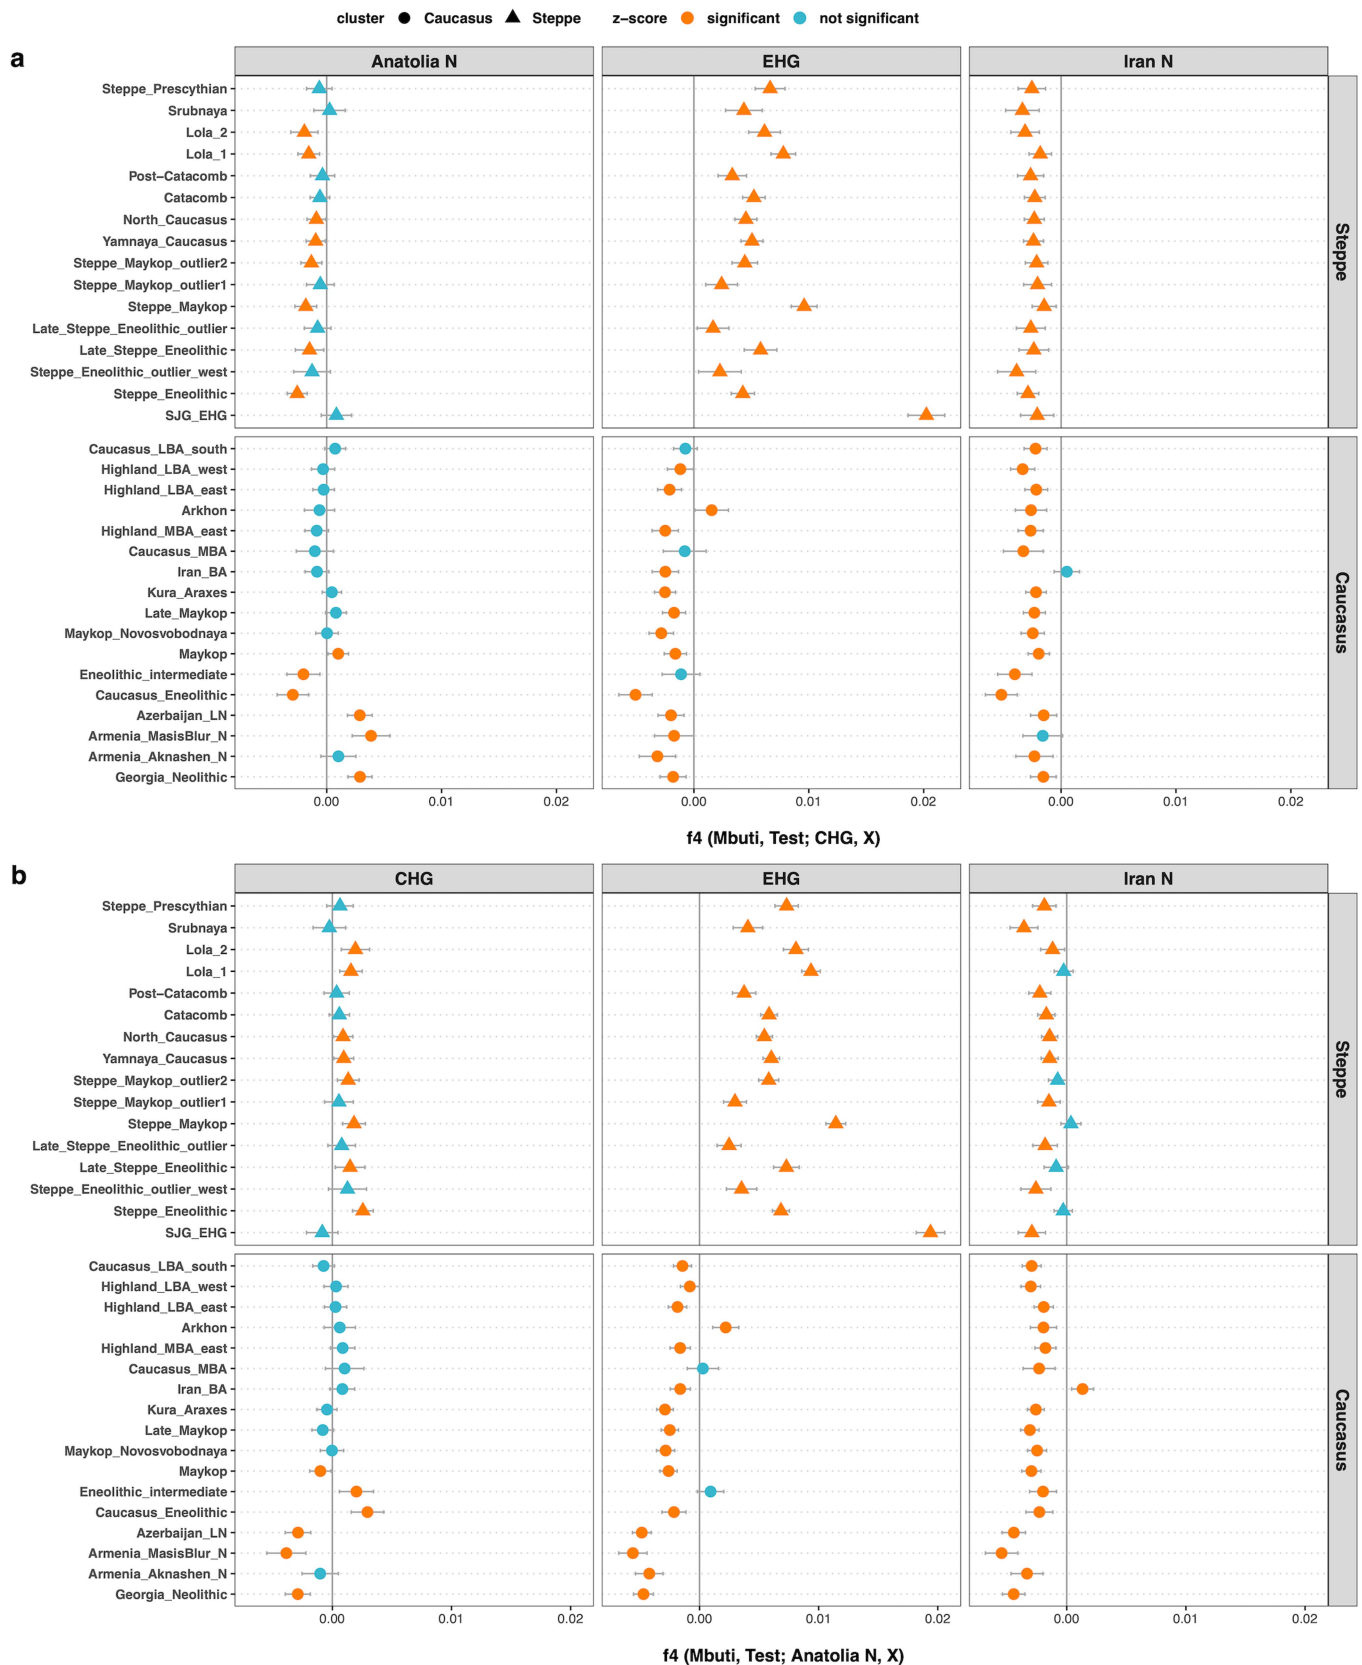 cluster Caucasus Steppe z-score significant not significant
a
Anatolia N EHG Iran N
Steppe_Prescythian
Srubnaya
Lola_2
Lola_1
Post–Catacomb
Catacomb
North_Caucasus
Yamnaya_Caucasus
Steppe_Maykop_outlier2
Steppe_Maykop_outlier1
Steppe_Maykop
Late_Steppe_Eneolithic_outlier
Late_Steppe_Eneolithic
Steppe_Eneolithic_outlier_west
Steppe_Eneolithic
SJG_EHG
Steppe
Caucasus_LBA_south
Highland_LBA_west
Highland_LBA_east
Arkhon
Highland_MBA_east
Caucasus_MBA
Iran_BA
Kura_Araxes
Late_Maykop
Maykop_Novosvobodnaya
Maykop
Eneolithic_intermediate
Caucasus_Eneolithic
Azerbaijan_LN
Armenia_MasisBlur_N
Armenia_Aknashen_N
Georgia_Neolithic
Caucasus
0.00 0.01 0.02 0.00 0.01 0.02 0.00 0.01 0.02
f4 (Mbuti, Test; CHG, X)
b
CHG EHG Iran N
Steppe_Prescythian
Srubnaya
Lola_2
Lola_1
Post–Catacomb
Catacomb
North_Caucasus
Yamnaya_Caucasus
Steppe_Maykop_outlier2
Steppe_Maykop_outlier1
Steppe_Maykop
Late_Steppe_Eneolithic_outlier
Late_Steppe_Eneolithic
Steppe_Eneolithic_outlier_west
Steppe_Eneolithic
SJG_EHG
Steppe
Caucasus_LBA_south
Highland_LBA_west
Highland_LBA_east
Arkhon
Highland_MBA_east
Caucasus_MBA
Iran_BA
Kura_Araxes
Late_Maykop
Maykop_Novosvobodnaya
Maykop
Eneolithic_intermediate
Caucasus_Eneolithic
Azerbaijan_LN
Armenia_MasisBlur_N
Armenia_Aknashen_N
Georgia_Neolithic
Caucasus
0.00 0.01 0.02 0.00 0.01 0.02 0.00 0.01 0.02
f4 (Mbuti, Test; Anatolia N, X)